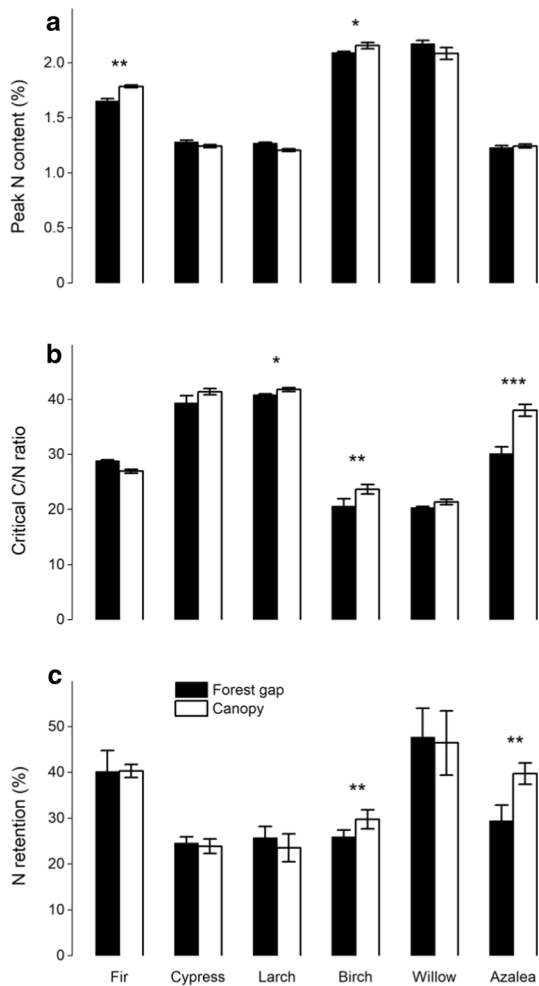 a
Peak N content (%)
2.0
1.5
1.0
0.5
0
**
*
b
Critical C/N ratio
40
30
20
10
0
*
**
***
c
N retention (%)
60
50
40
30
20
10
0
Forest gap
Canopy
**
**
Fir Cypress Larch Birch Willow Azalea